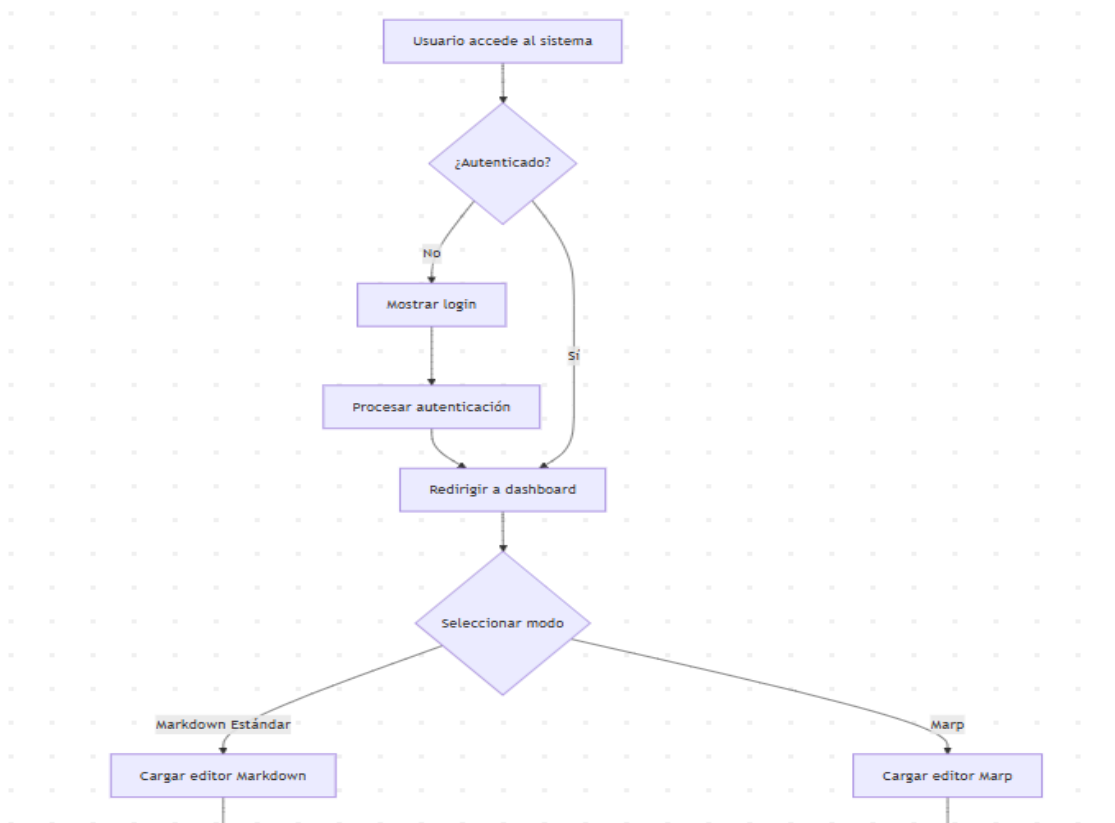 Usuario accede al sistema
¿Autenticado?
No
Mostrar login
Sí
Procesar autenticación
Redirigir a dashboard
Seleccionar modo
Markdown Estándar
Marp
Cargar editor Markdown
Cargar editor Marp